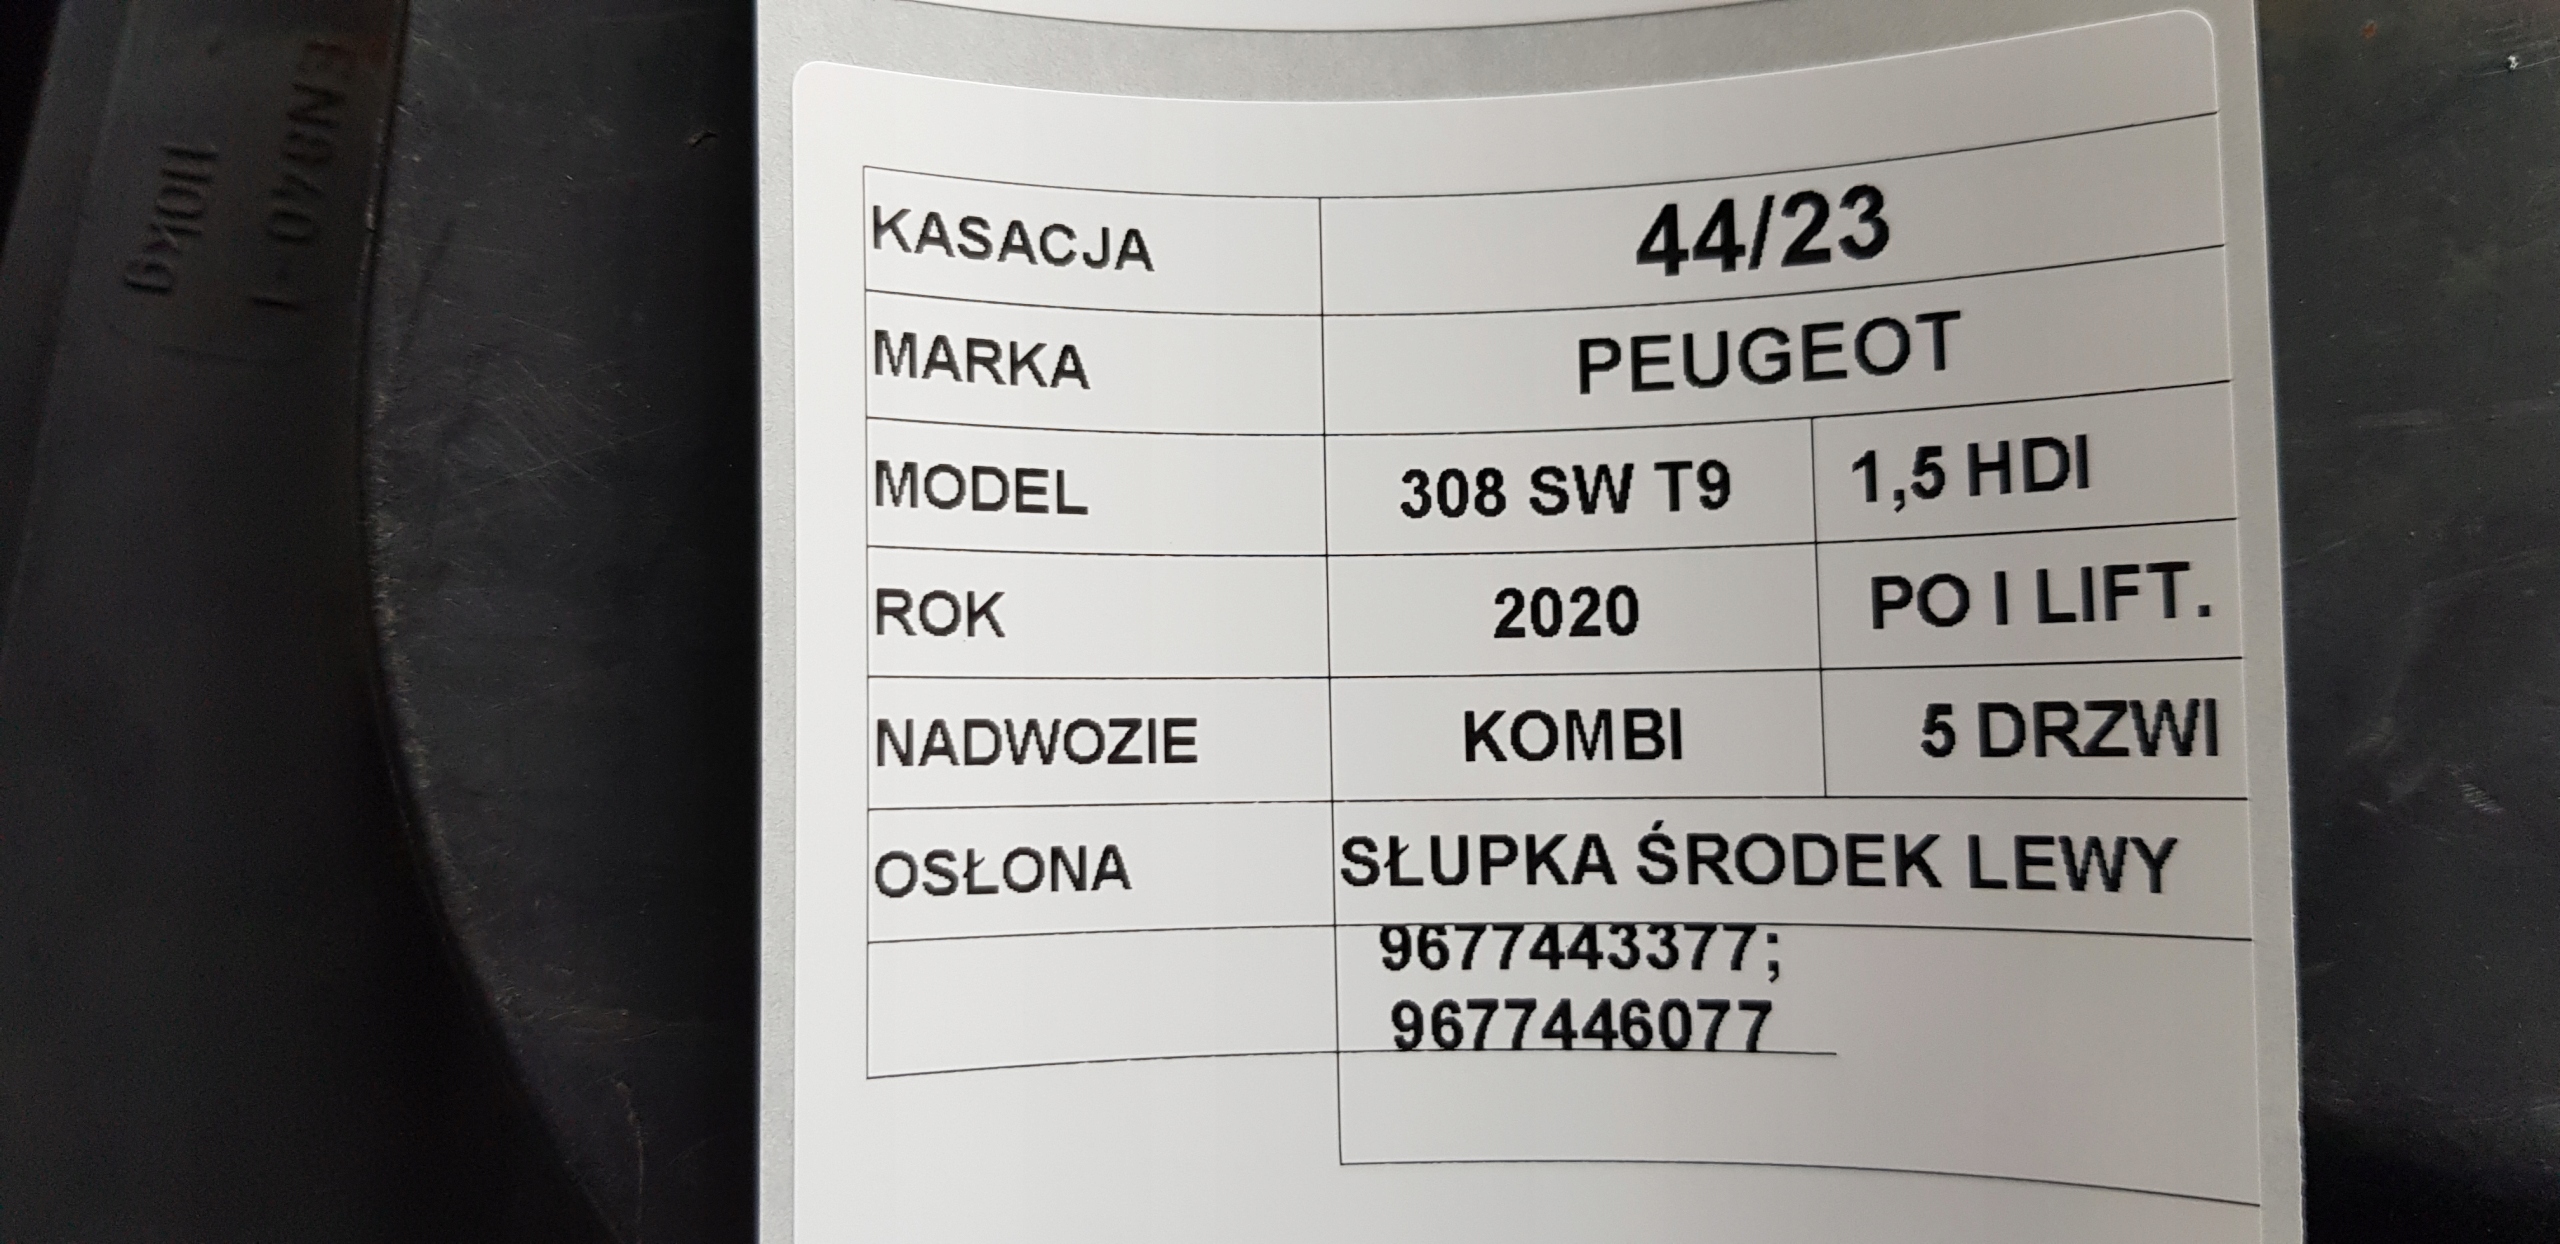 KASACJA 44/23
MARKA PEUGEOT
MODEL 308 SW T9 1,5 HDI
ROK 2020 PO I LIFT.
NADWOZIE KOMBI 5 DRZWI
OSŁONA SŁUPKA ŚRODEK LEWY
9677443377;
9677446077
110Kg